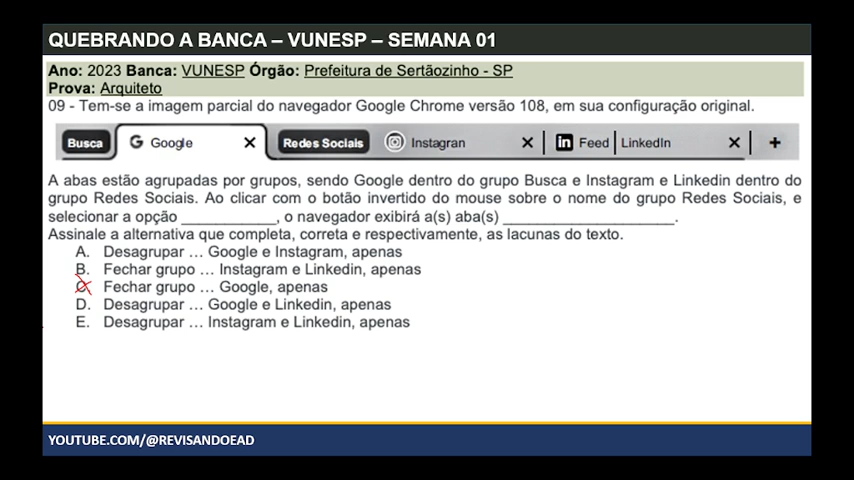 QUEBRANDO A BANCA – VUNESP – SEMANA 01
Ano: 2023 Banca: VUNESP Órgão: Prefeitura de Sertãozinho - SP
Prova: Arquiteto
09 - Tem-se a imagem parcial do navegador Google Chrome versão 108, em sua configuração original.
Busca G Google X Redes Sociais Instagran X in Feed | LinkedIn X +
A abas estão agrupadas por grupos, sendo Google dentro do grupo Busca e Instagram e Linkedin dentro do
grupo Redes Sociais. Ao clicar com o botão invertido do mouse sobre o nome do grupo Redes Sociais, e
selecionar a opção ___________, o navegador exibirá a(s) aba(s) ____________________.
Assinale a alternativa que completa, correta e respectivamente, as lacunas do texto.
A. Desagrupar … Google e Instagram, apenas
B. Fechar grupo … Instagram e Linkedin, apenas
C. Fechar grupo … Google, apenas
D. Desagrupar … Google e Linkedin, apenas
E. Desagrupar … Instagram e Linkedin, apenas
YOUTUBE.COM/@REVISANDOEAD